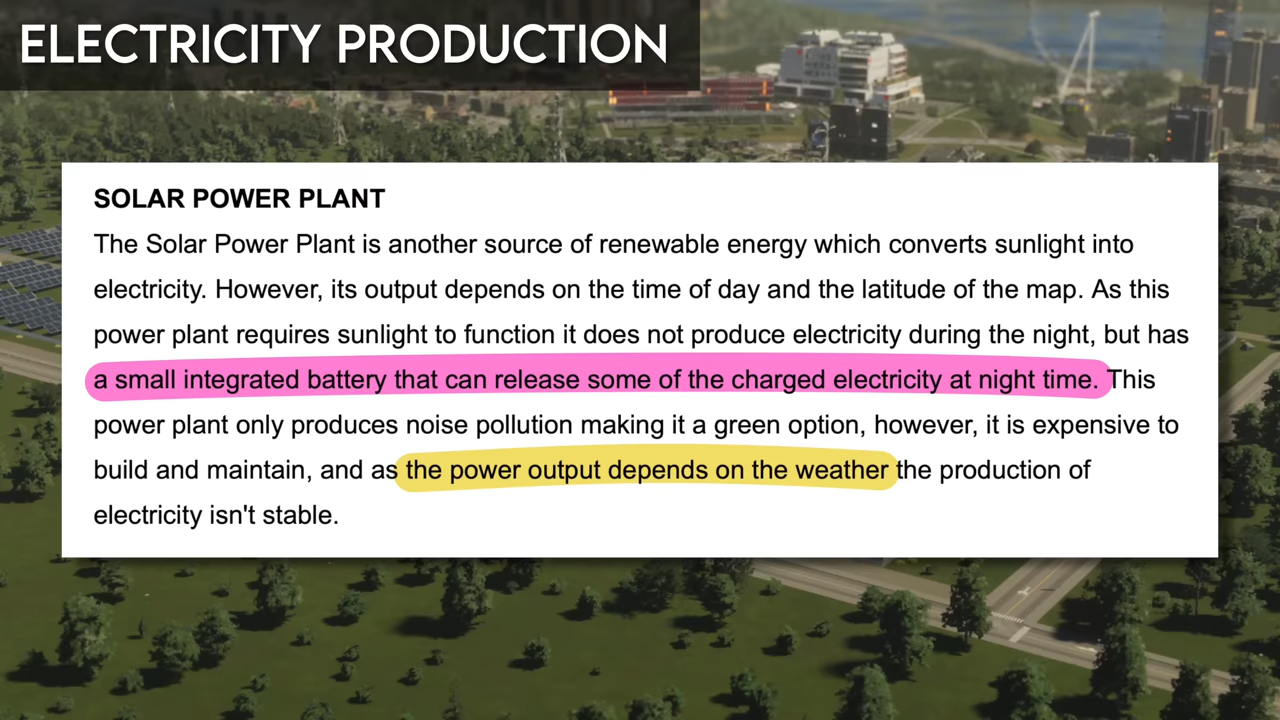 ELECTRICITY PRODUCTION
SOLAR POWER PLANT
The Solar Power Plant is another source of renewable energy which converts sunlight into
electricity. However, its output depends on the time of day and the latitude of the map. As this
power plant requires sunlight to function it does not produce electricity during the night, but has
a small integrated battery that can release some of the charged electricity at night time. This
power plant only produces noise pollution making it a green option, however, it is expensive to
build and maintain, and as the power output depends on the weather the production of
electricity isn't stable.